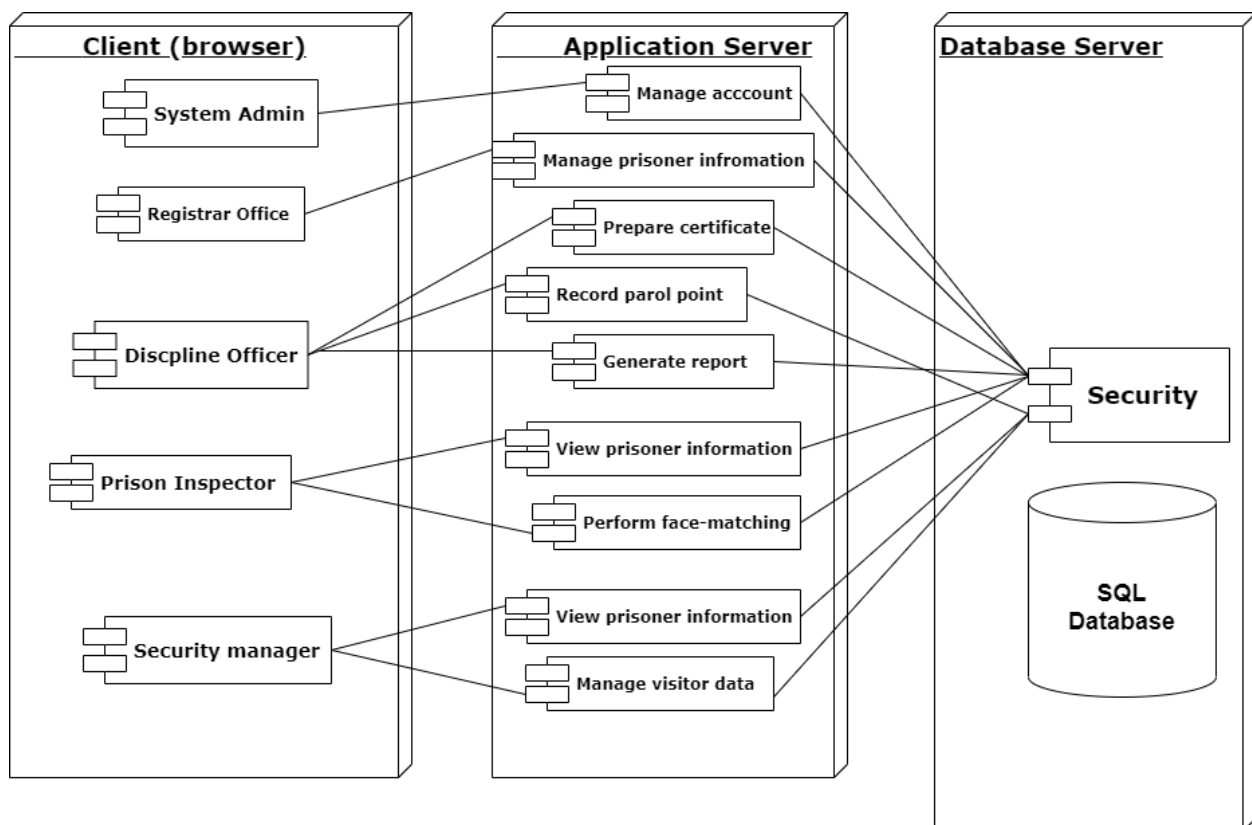 Client (browser)
System Admin
Registrar Office
Discpline Officer
Prison Inspector
Security manager
Application Server
Manage acccount
Manage prisoner infromation
Prepare certificate
Record parol point
Generate report
View prisoner information
Perform face-matching
View prisoner information
Manage visitor data
Database Server
Security
SQL
Database